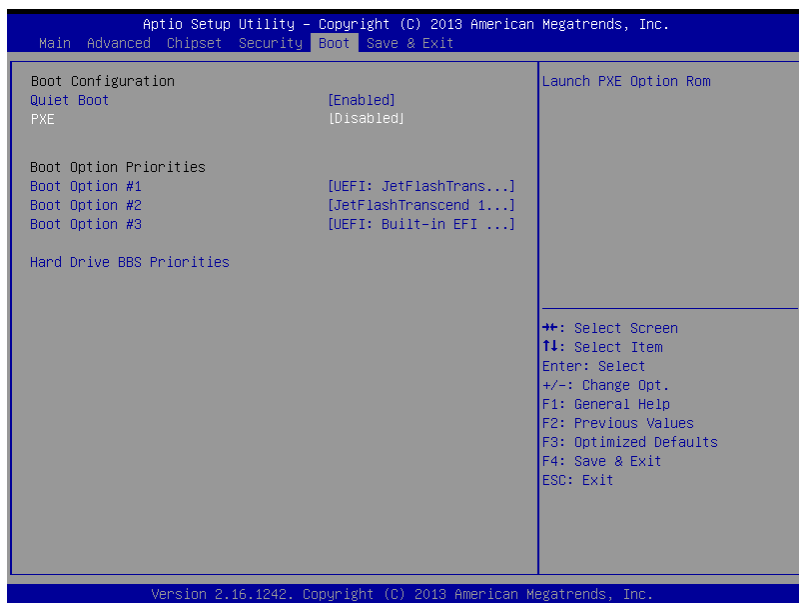 Aptio Setup Utility – Copyright (C) 2013 American Megatrends, Inc.
Main Advanced Chipset Security Boot Save & Exit
Boot Configuration
Quiet Boot [Enabled]
PXE [Disabled]
Boot Option Priorities
Boot Option #1 [UEFI: JetFlashTrans...]
Boot Option #2 [JetFlashTranscend 1...]
Boot Option #3 [UEFI: Built-in EFI ...]
Hard Drive BBS Priorities
Launch PXE Option Rom
→←: Select Screen
↑↓: Select Item
Enter: Select
+/-: Change Opt.
F1: General Help
F2: Previous Values
F3: Optimized Defaults
F4: Save & Exit
ESC: Exit
Version 2.16.1242. Copyright (C) 2013 American Megatrends, Inc.